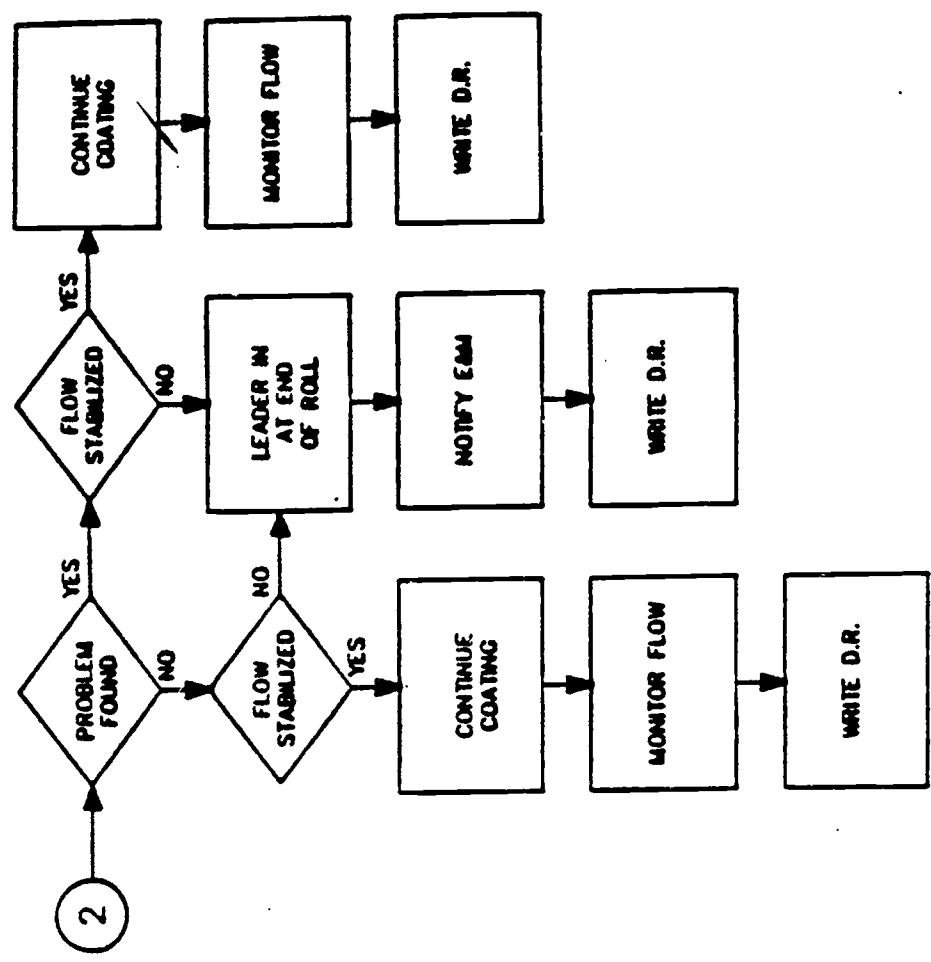 2
PROBLEM
FOUND
YES
FLOW
STABILIZED
YES
CONTINUE
COATING
NO
NO
FLOW
STABILIZED
NO
LEADER IN
AT END
OF ROLL
MONITOR FLOW
YES
CONTINUE
COATING
NOTIFY E&M
WRITE D.R.
MONITOR FLOW
WRITE D.R.
WRITE D.R.